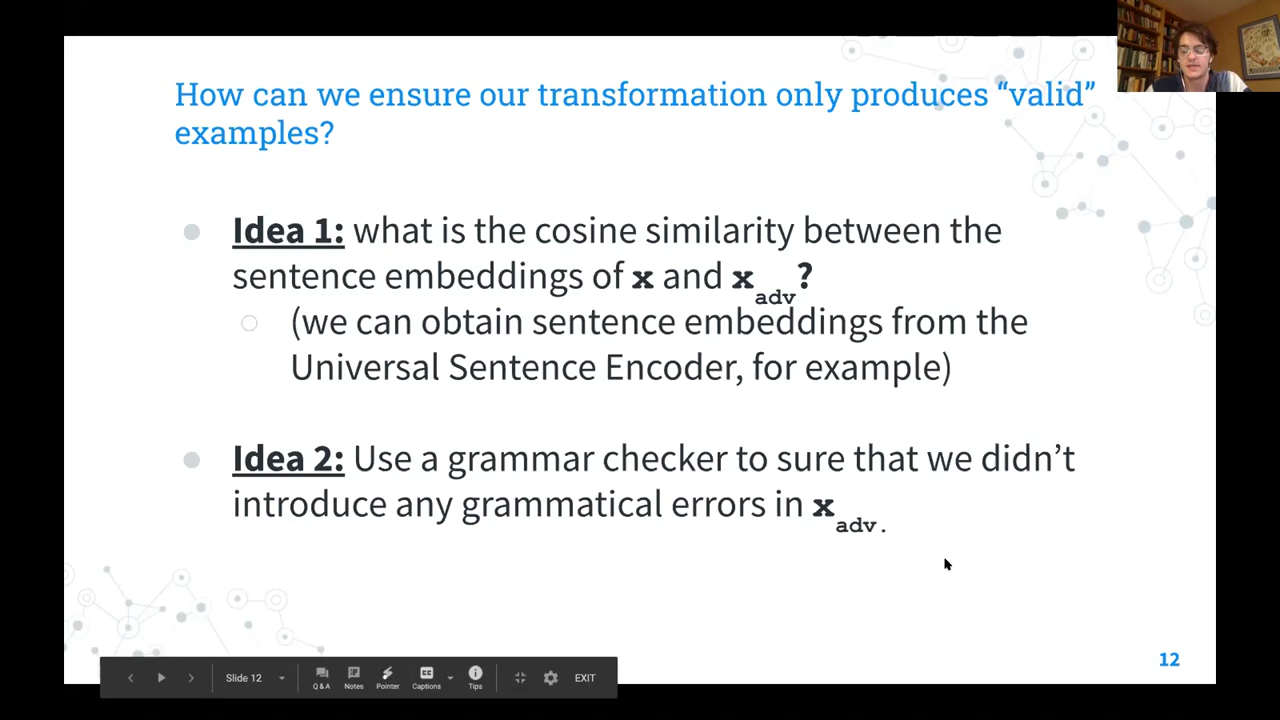 How can we ensure our transformation only produces “valid”
examples?
Idea 1: what is the cosine similarity between the
sentence embeddings of x and x adv?
(we can obtain sentence embeddings from the
Universal Sentence Encoder, for example)
Idea 2: Use a grammar checker to sure that we didn’t
introduce any grammatical errors in x adv.
12
Slide 12
Q & A
Notes
Pointer
CC
Captions
Tips
EXIT